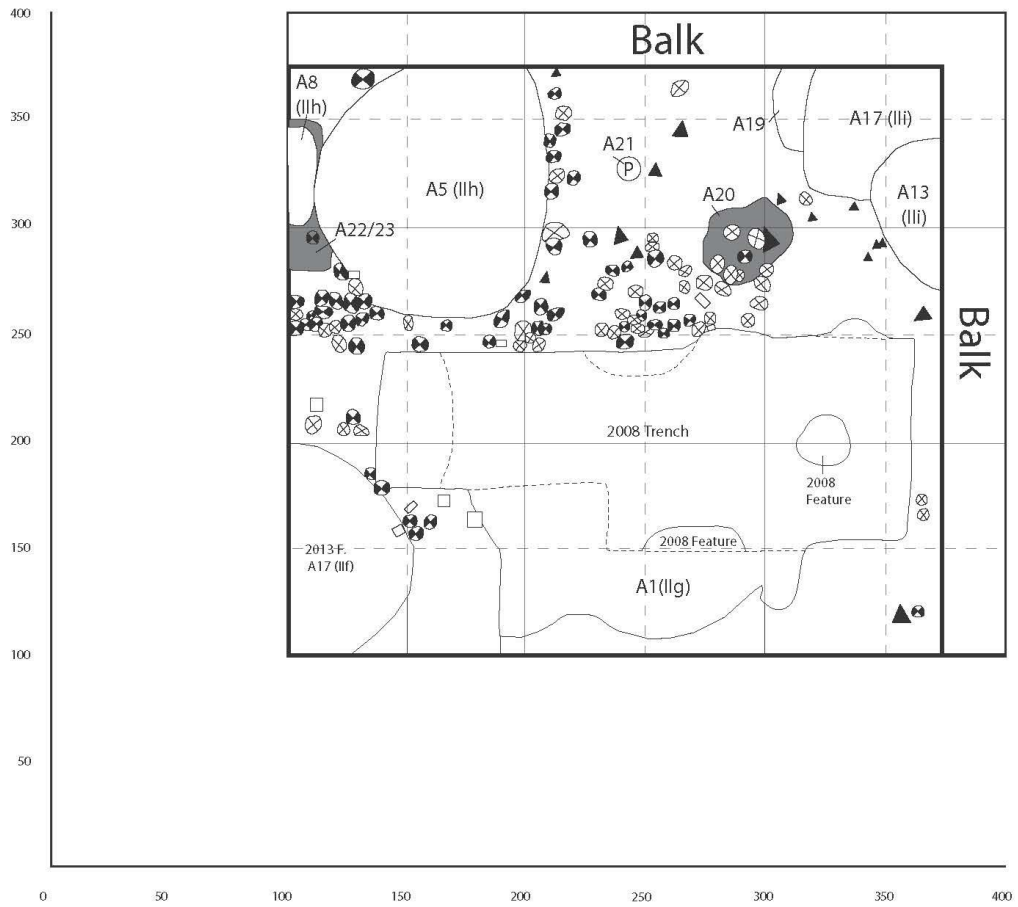 400
Balk
A8
(IIh)
350
A19
A17 (IIi)
A21
P
A5 (IIh)
A20
A13
(IIi)
300
A22/23
250
Balk
200
2008 Trench
2008
Feature
2013 F.
A17 (IIf)
150
2008 Feature
A1(IIg)
100
50
0
50
100
150
200
250
300
350
400